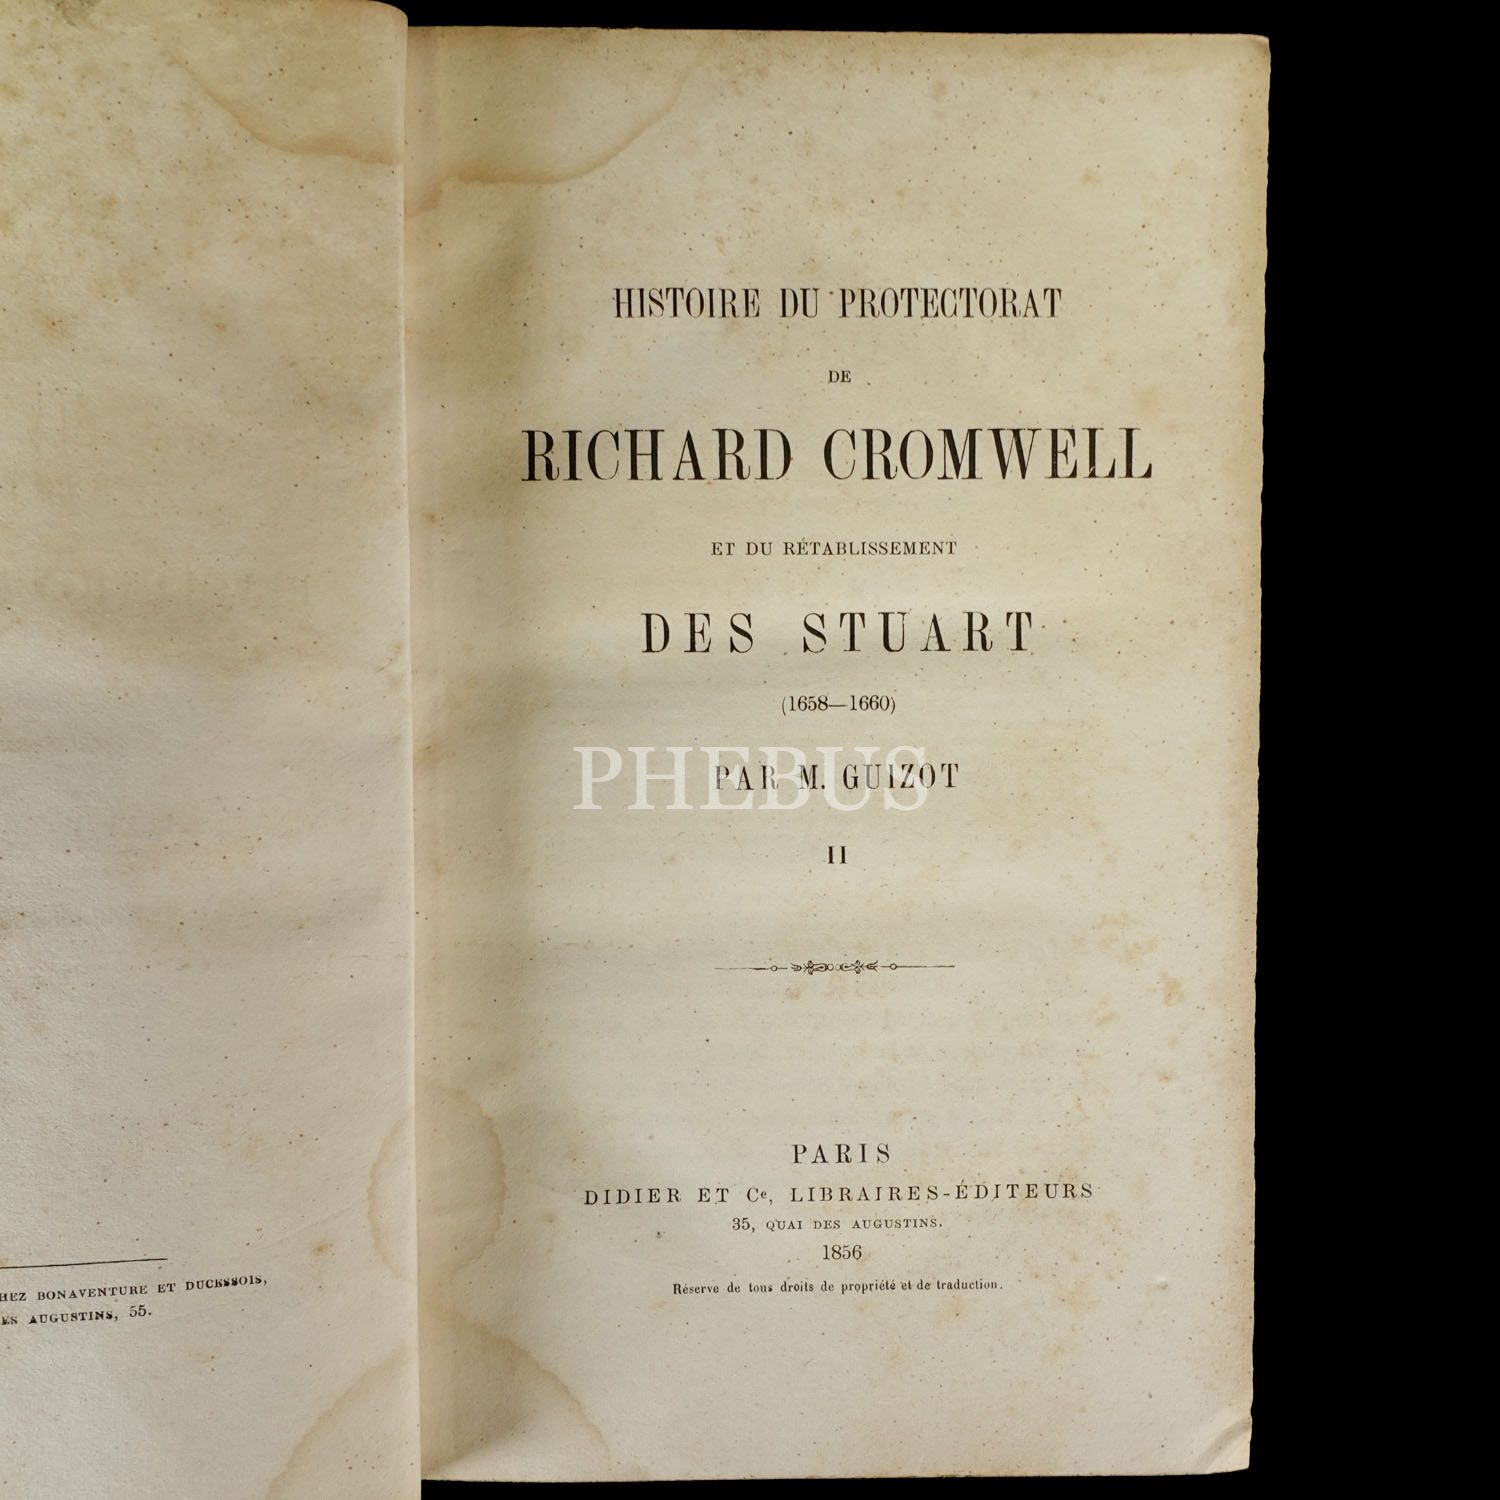 HEZ BONAVENTURE ET DUCESSOIS,
ES AUGUSTINS, 55.
HISTOIRE DU PROTECTORAT
DE
RICHARD CROMWELL
ET DU RÉTABLISSEMENT
DES STUART
(1658—1660)
PAR M. GUIZOT
PHEBUS
II
PARIS
DIDIER ET Cᵉ, LIBRAIRES-ÉDITEURS
35, QUAI DES AUGUSTINS.
1856
Réserve de tous droits de propriété et de traduction.